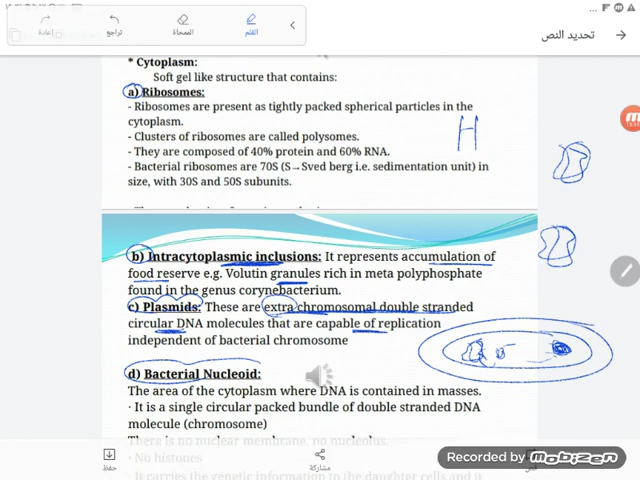 إعادة
تراجع
الممحاة
القلم
تحديد النص
* Cytoplasm:
Soft gel like structure that contains:
a) Ribosomes:
- Ribosomes are present as tightly packed spherical particles in the
cytoplasm.
- Clusters of ribosomes are called polysomes.
- They are composed of 40% protein and 60% RNA.
- Bacterial ribosomes are 70S (S→Sved berg i.e. sedimentation unit) in
size, with 30S and 50S subunits.
H
b) Intracytoplasmic inclusions: It represents accumulation of
food reserve e.g. Volutin granules rich in meta polyphosphate
found in the genus corynebacterium.
c) Plasmids: These are extra chromosomal double stranded
circular DNA molecules that are capable of replication
independent of bacterial chromosome
d) Bacterial Nucleoid:
The area of the cytoplasm where DNA is contained in masses.
· It is a single circular packed bundle of double stranded DNA
molecule (chromosome)
There is no nuclear membrane, no nucleolus.
· No histones
· It carries the genetic information to the daughter cells and it
حفظ
مشاركة
Recorded by mobizen